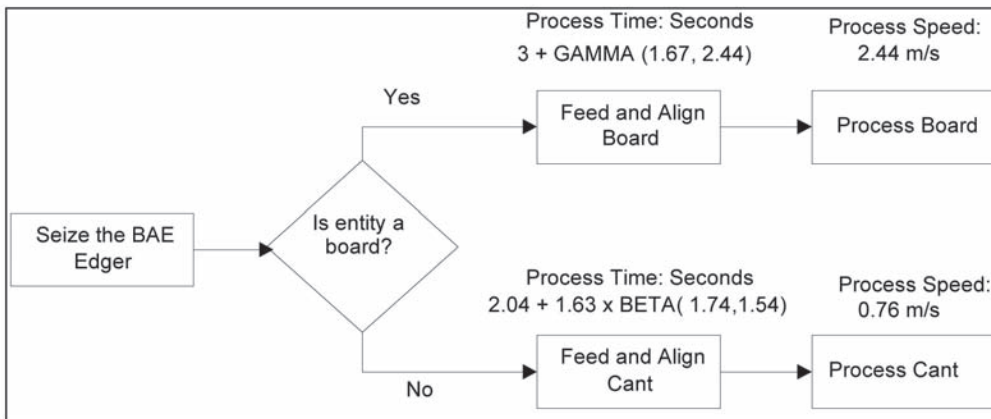 Process Time: Seconds
3 + GAMMA (1.67, 2.44)
Process Speed:
2.44 m/s
Yes
Feed and Align
Board
Process Board
Seize the BAE
Edger
Is entity a
board?
Process Time: Seconds
2.04 + 1.63 x BETA( 1.74,1.54)
Process Speed:
0.76 m/s
No
Feed and Align
Cant
Process Cant